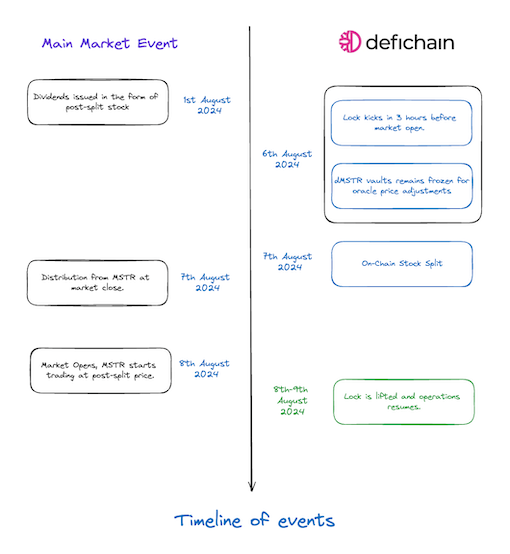 Main Market Event
defichain
Dividends issued in the form of
post-split stock
1st August
2024
Lock kicks in 3 hours before
market open.
6th August
2024
dMSTR vaults remains frozen for
oracle price adjustments
7th August
2024
On-Chain Stock Split
Distribution from MSTR at
market close.
7th August
2024
Market Opens, MSTR starts
trading at post-split price.
8th August
2024
8th-9th
August
2024
Lock is lifted and operations
resumes.
Timeline of events